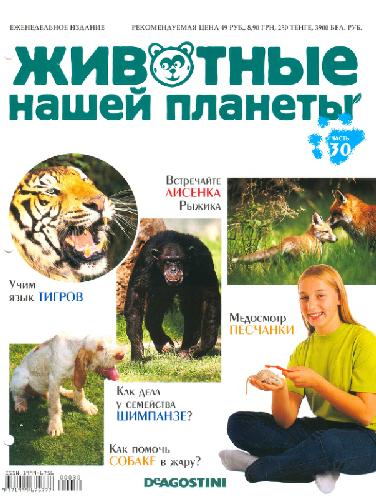 ЕЖЕНЕДЕЛЬНОЕ ИЗДАНИЕ
РЕКОМЕНДУЕМАЯ ЦЕНА 49 РУБ., 8,90 ГРН, 250 ТЕНГЕ, 3900 БЕЛ. РУБ.
ЖИВОТНЫЕ
НАШЕЙ ПЛАНЕТЫ
ЧАСТЬ
30
ВСТРЕЧАЙТЕ
ЛИСЕНКА
РЫЖИКА
УЧИМ
ЯЗЫК ТИГРОВ
МЕДОСМОТР
ПЕСЧАНКИ
КАК ДЕЛА
У СЕМЕЙСТВА
ШИМПАНЗЕ?
КАК ПОМОЧЬ
СОБАКЕ В ЖАРУ?
00030
DEAGOSTINI